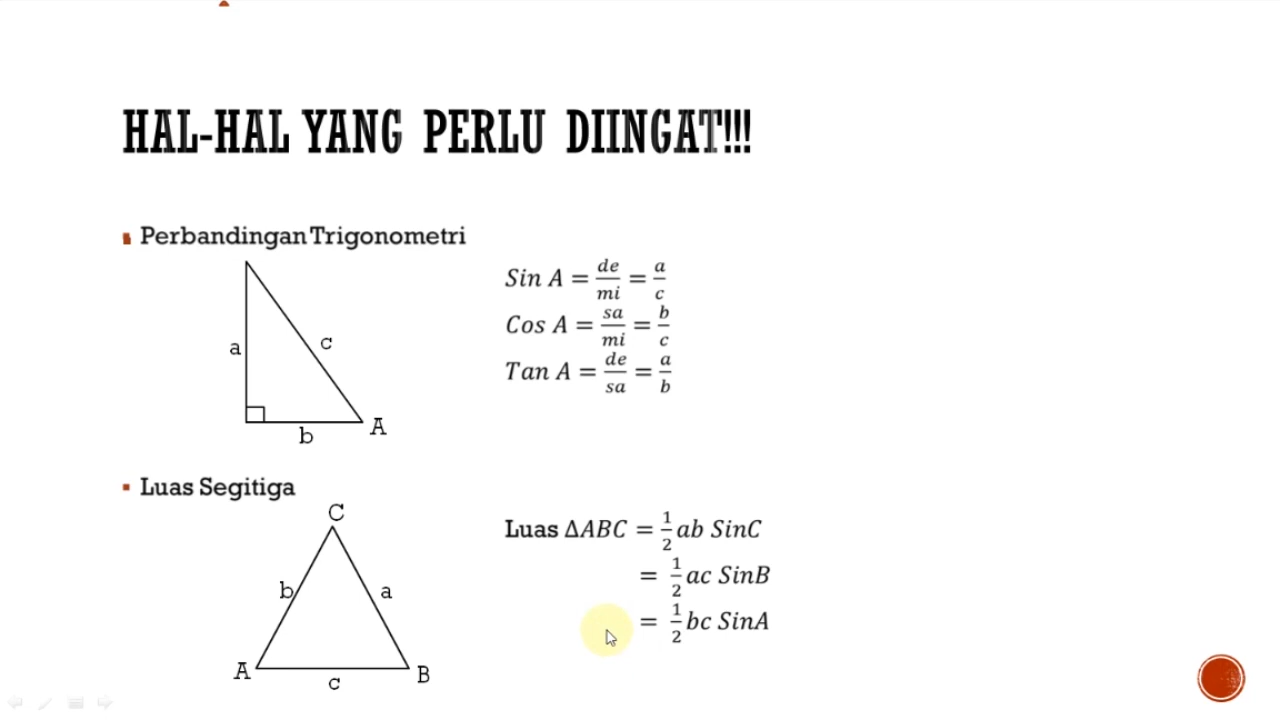 HAL-HAL YANG PERLU DIINGAT!!!
▪ Perbandingan Trigonometri
Sin A = de/mi = a/c
Cos A = sa/mi = b/c
Tan A = de/sa = a/b
a
c
b
A
▪ Luas Segitiga
C
b
a
A
c
B
Luas ΔABC = 1/2 ab SinC
= 1/2 ac SinB
= 1/2 bc SinA